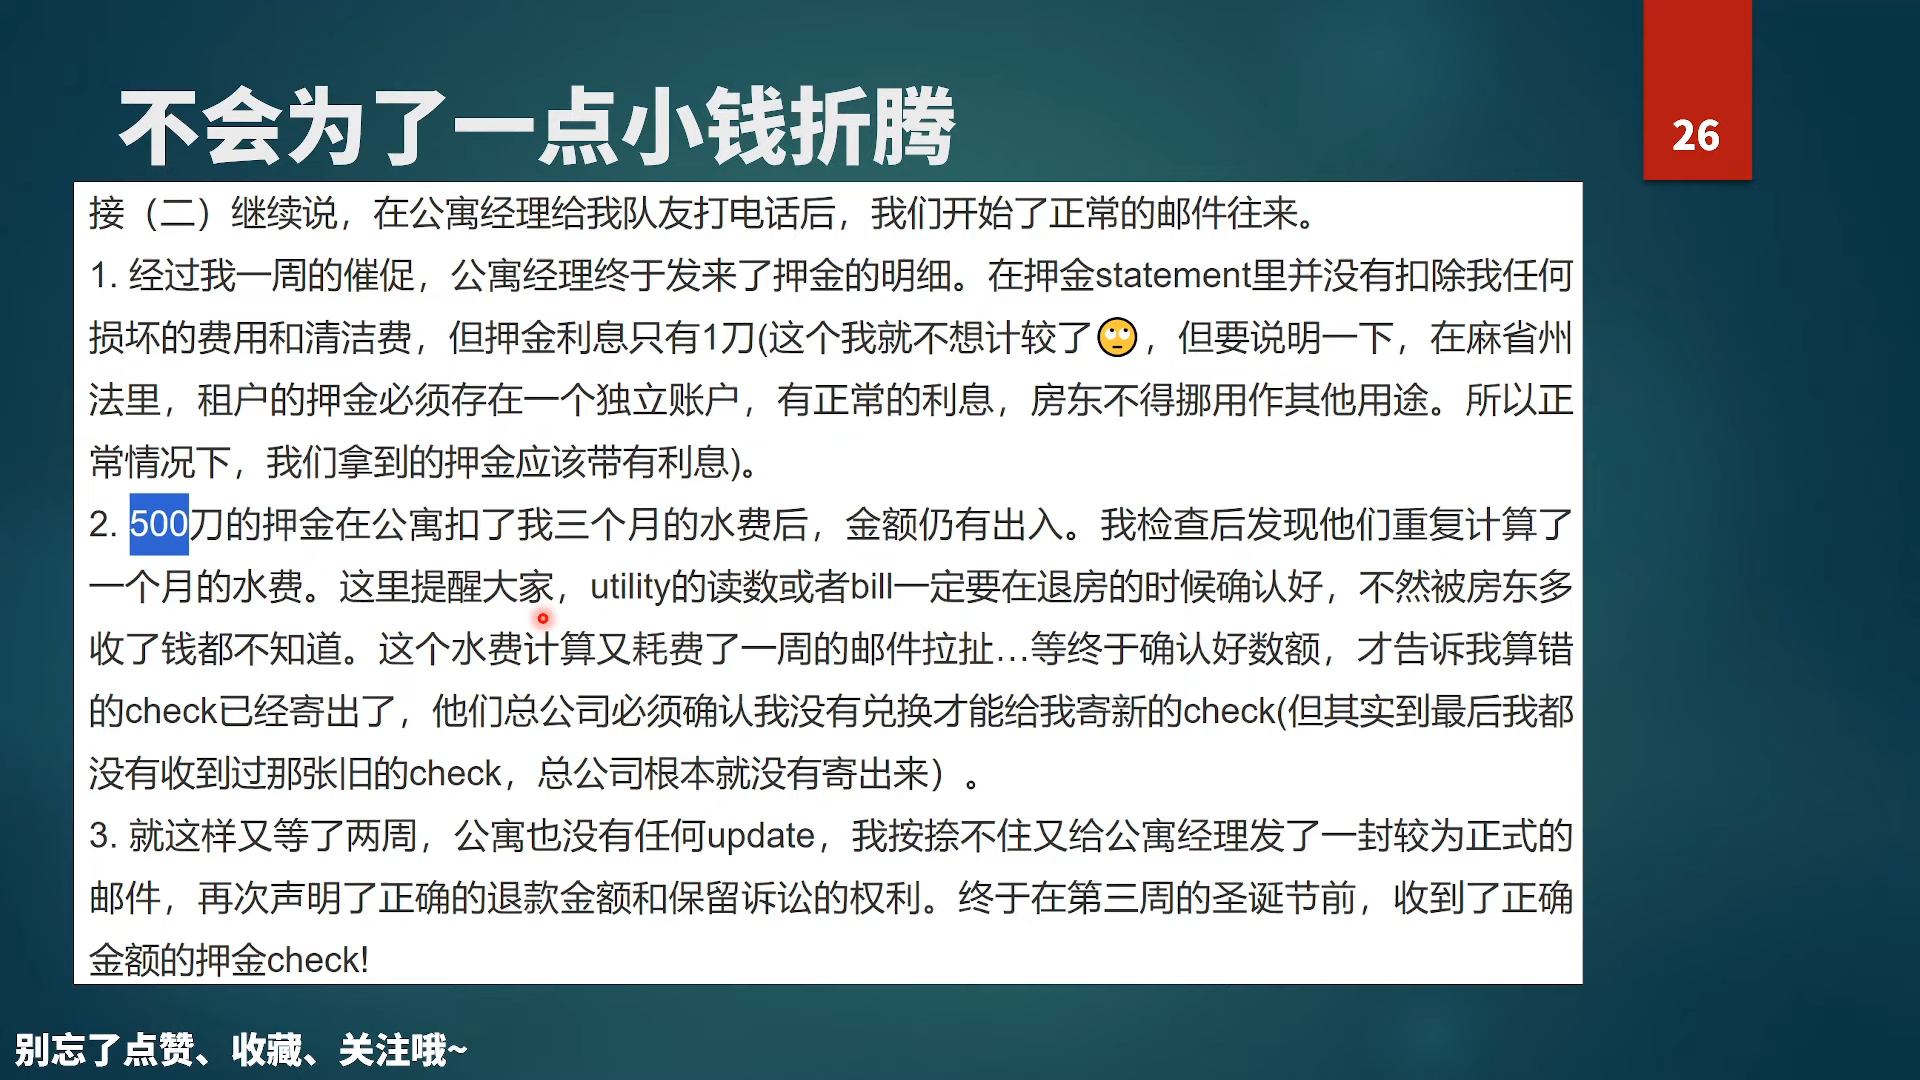 不会为了一点小钱折腾
26
接（二）继续说，在公寓经理给我队友打电话后，我们开始了正常的邮件往来。
1. 经过我一周的催促，公寓经理终于发来了押金的明细。在押金statement里并没有扣除我任何
损坏的费用和清洁费，但押金利息只有1刀(这个我就不想计较了🙄，但要说明一下，在麻省州
法里，租户的押金必须存在一个独立账户，有正常的利息，房东不得挪用作其他用途。所以正
常情况下，我们拿到的押金应该带有利息)。
2. 500刀的押金在公寓扣了我三个月的水费后，金额仍有出入。我检查后发现他们重复计算了
一个月的水费。这里提醒大家，utility的读数或者bill一定要在退房的时候确认好，不然被房东多
收了钱都不知道。这个水费计算又耗费了一周的邮件拉扯…等终于确认好数额，才告诉我算错
的check已经寄出了，他们总公司必须确认我没有兑换才能给我寄新的check(但其实到最后我都
没有收到过那张旧的check，总公司根本就没有寄出来）。
3. 就这样又等了两周，公寓也没有任何update，我按捺不住又给公寓经理发了一封较为正式的
邮件，再次声明了正确的退款金额和保留诉讼的权利。终于在第三周的圣诞节前，收到了正确
金额的押金check!
别忘了点赞、收藏、关注哦~